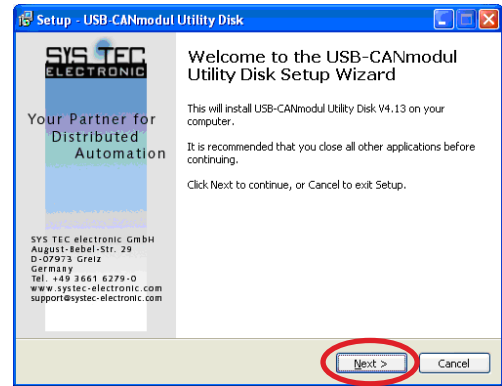 Setup - USB-CANmodul Utility Disk
SYS TEC
ELECTRONIC
Your Partner for
Distributed
Automation
SYS TEC electronic GmbH
August-Bebel-Str. 29
D-07973 Greiz
Germany
Tel. +49 3661 6279-0
www.systec-electronic.com
support@systec-electronic.com
Welcome to the USB-CANmodul
Utility Disk Setup Wizard
This will install USB-CANmodul Utility Disk V4.13 on your
computer.
It is recommended that you close all other applications before
continuing.
Click Next to continue, or Cancel to exit Setup.
Next >
Cancel